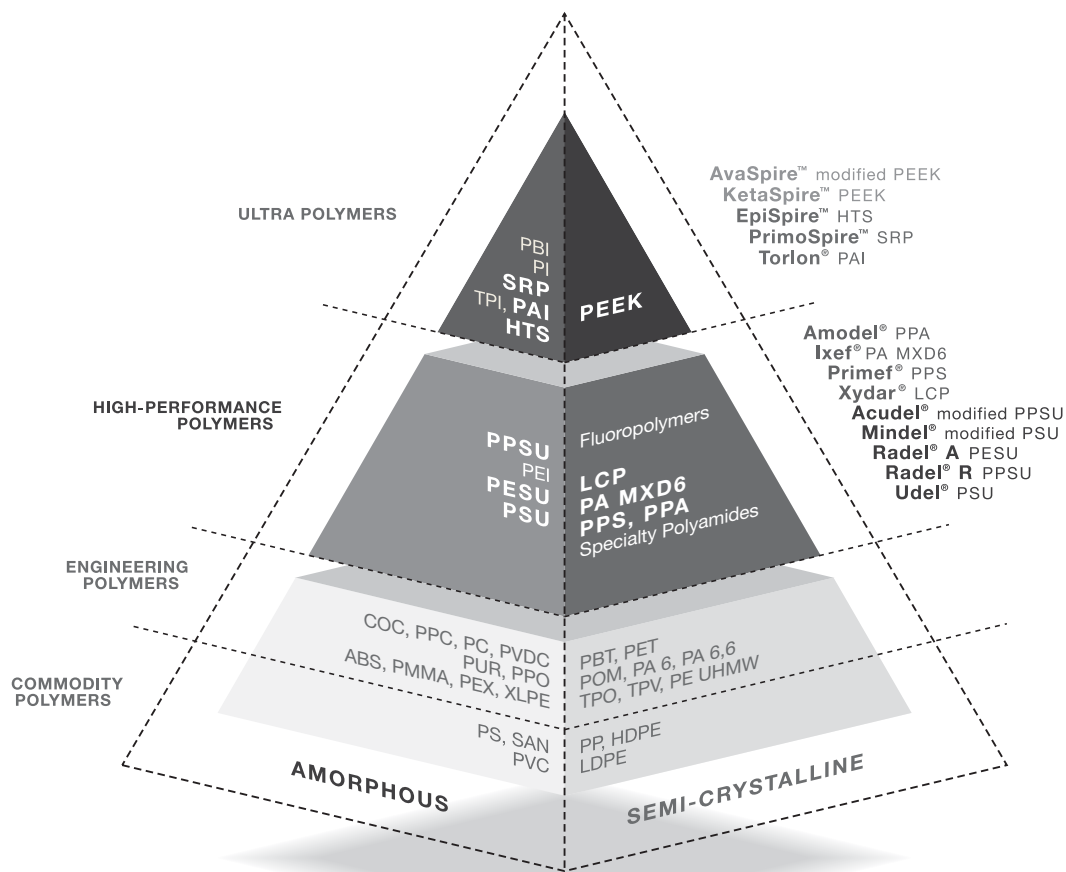 ULTRA POLYMERS
AvaSpire™ modified PEEK
KetaSpire™ PEEK
EpiSpire™ HTS
PrimoSpire™ SRP
Torlon® PAI
PBI
PI
SRP
TPI, PAI
HTS
PEEK
HIGH-PERFORMANCE
POLYMERS
Amodel® PPA
Ixef® PA MXD6
Primef® PPS
Xydar® LCP
Acudel® modified PPSU
Mindel® modified PSU
Radel® A PESU
Radel® R PPSU
Udel® PSU
PPSU
PEI
PESU
PSU
Fluoropolymers
LCP
PA MXD6
PPS, PPA
Specialty Polyamides
ENGINEERING
POLYMERS
COC, PPC, PC, PVDC
PUR, PPO
ABS, PMMA, PEX, XLPE
PBT, PET
POM, PA 6, PA 6,6
TPO, TPV, PE UHMW
COMMODITY
POLYMERS
PS, SAN
PVC
PP, HDPE
LDPE
AMORPHOUS
SEMI-CRYSTALLINE